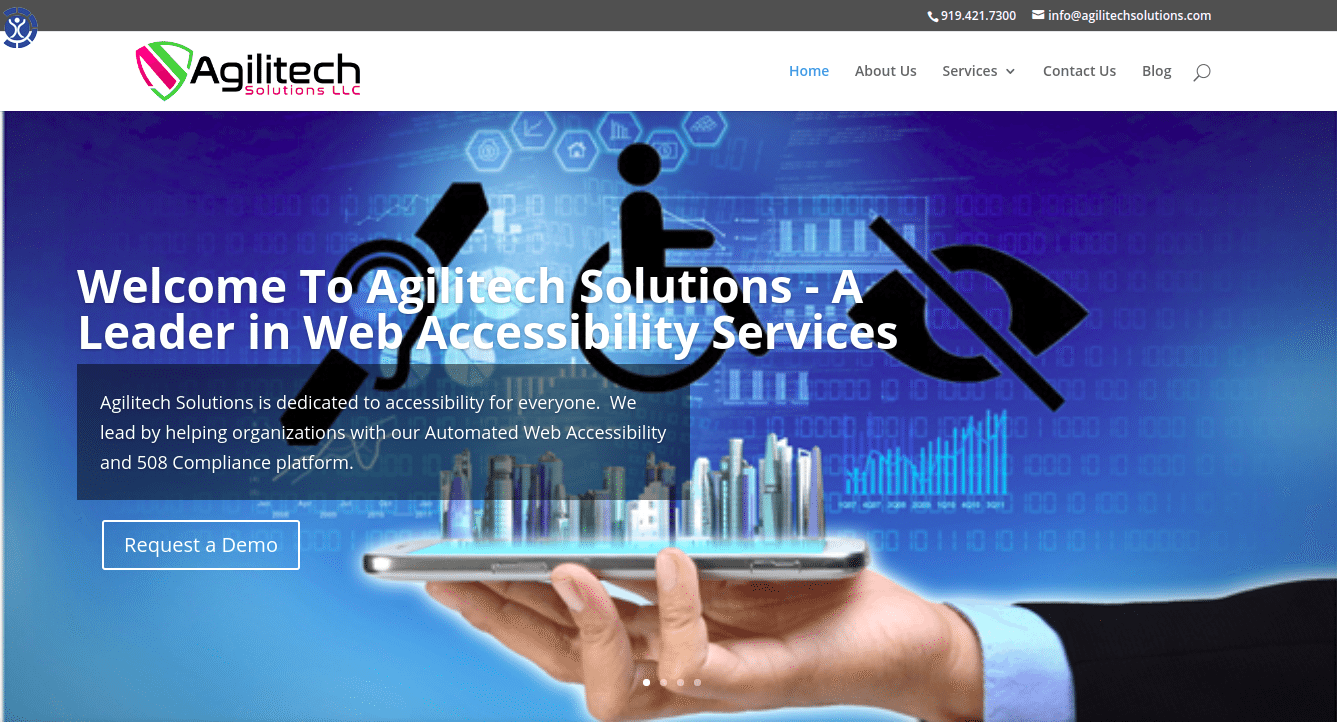 919.421.7300 info@agilitechsolutions.com
Agilitech
Solutions LLC
Home About Us Services Contact Us Blog
Welcome To Agilitech Solutions - A
Leader in Web Accessibility Services
Agilitech Solutions is dedicated to accessibility for everyone. We
lead by helping organizations with our Automated Web Accessibility
and 508 Compliance platform.
Request a Demo